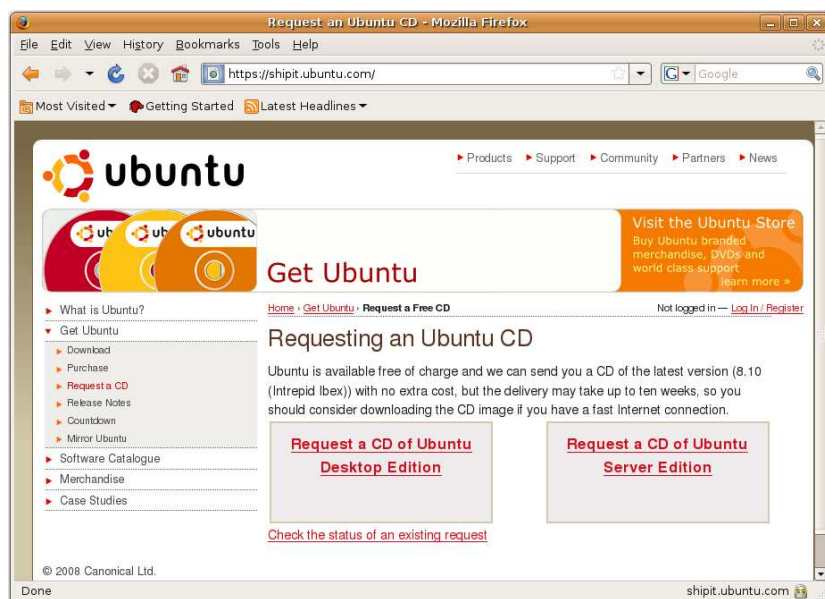 Request an Ubuntu CD - Mozilla Firefox
File Edit View History Bookmarks Tools Help
https://shipit.ubuntu.com/
G Google
Most Visited Getting Started Latest Headlines
ubuntu
Products Support Community Partners News
ub ub ubuntu
Get Ubuntu
Visit the Ubuntu Store
Buy Ubuntu branded
merchandise, DVDs and
world class support
learn more »
What is Ubuntu?
Get Ubuntu
Download
Purchase
Request a CD
Release Notes
Countdown
Mirror Ubuntu
Software Catalogue
Merchandise
Case Studies
© 2008 Canonical Ltd.
Home › Get Ubuntu › Request a Free CD
Not logged in — Log In / Register
Requesting an Ubuntu CD
Ubuntu is available free of charge and we can send you a CD of the latest version (8.10
(Intrepid Ibex)) with no extra cost, but the delivery may take up to ten weeks, so you
should consider downloading the CD image if you have a fast Internet connection.
Request a CD of Ubuntu
Desktop Edition
Request a CD of Ubuntu
Server Edition
Check the status of an existing request
Done
shipit.ubuntu.com